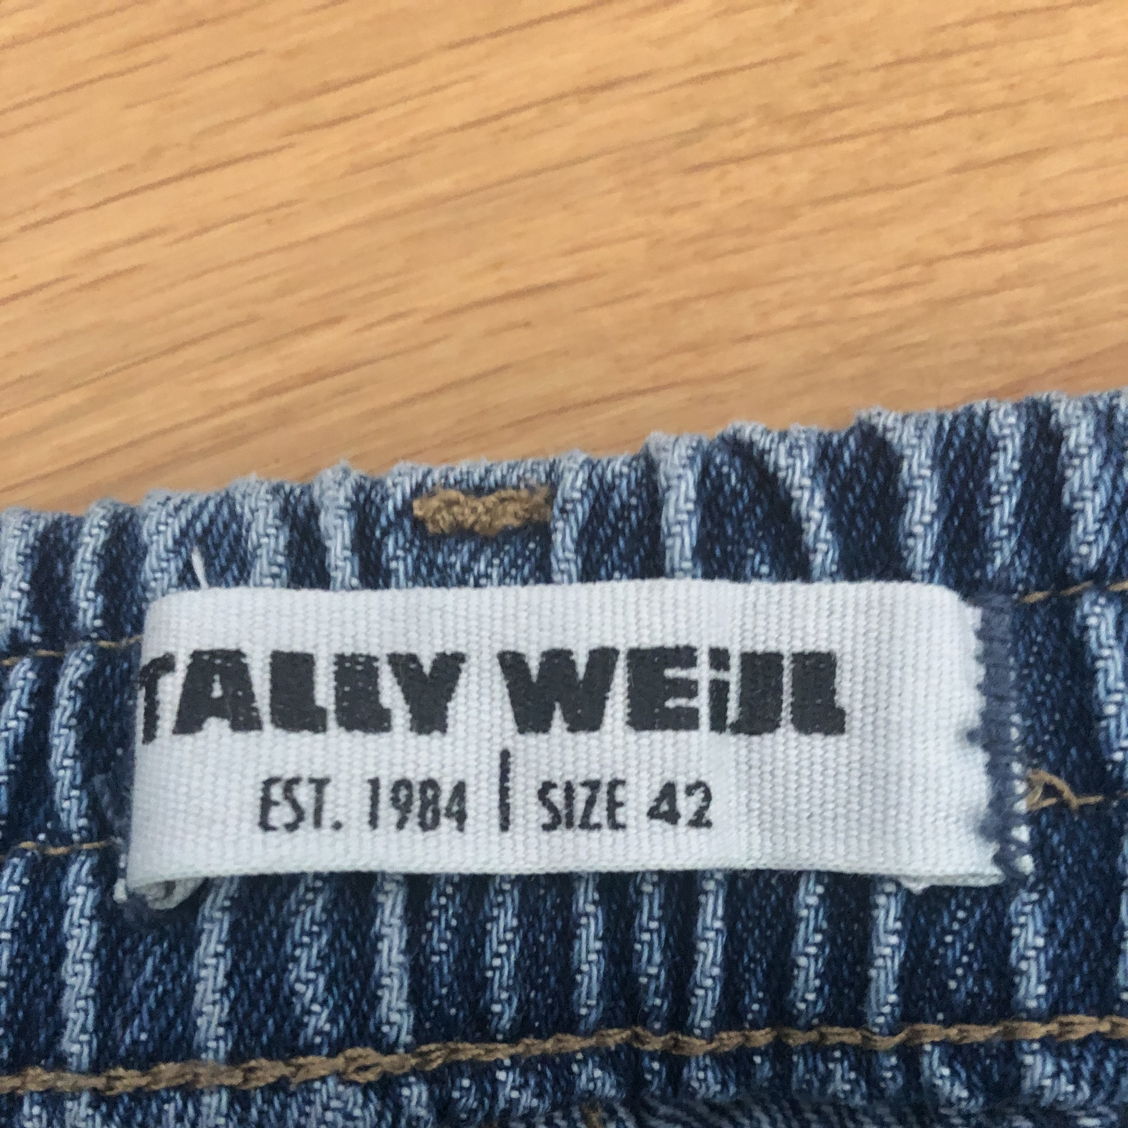 TALLY WEiJL
EST. 1984 | SIZE 42